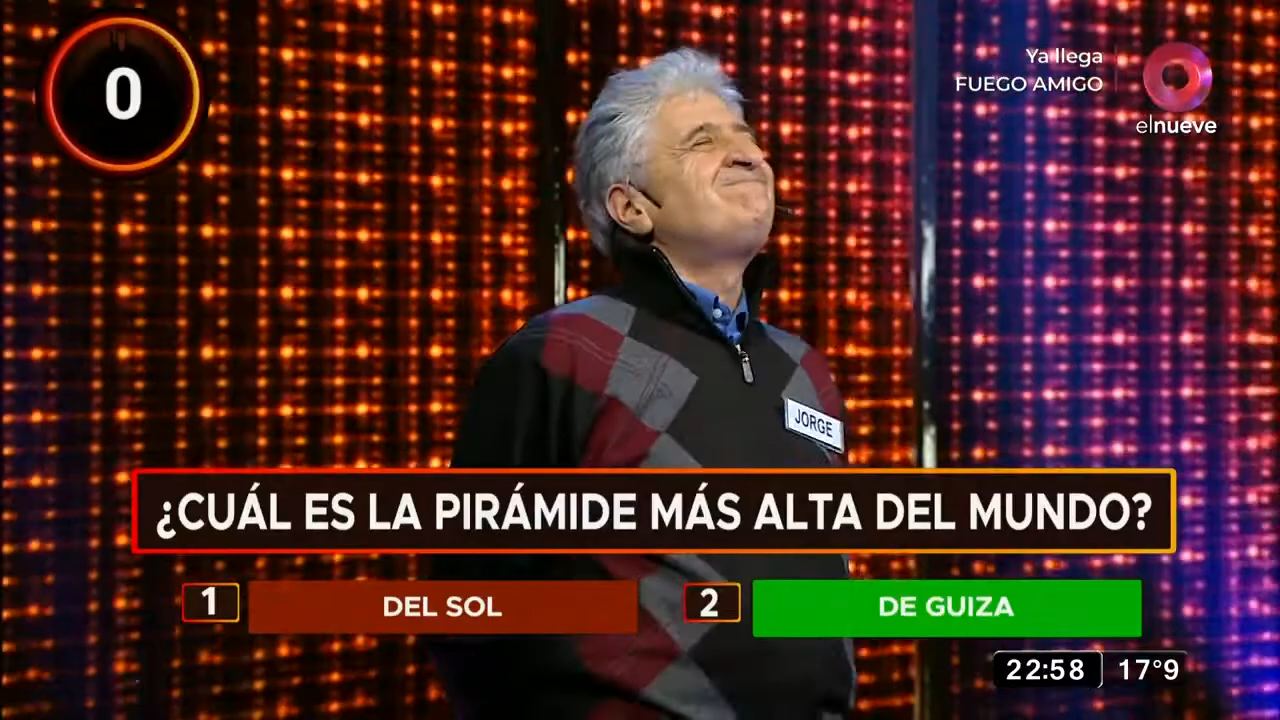 0
Ya llega
FUEGO AMIGO
elnueve
JORGE
¿CUÁL ES LA PIRÁMIDE MÁS ALTA DEL MUNDO?
1 DEL SOL
2 DE GUIZA
22:58 17°9